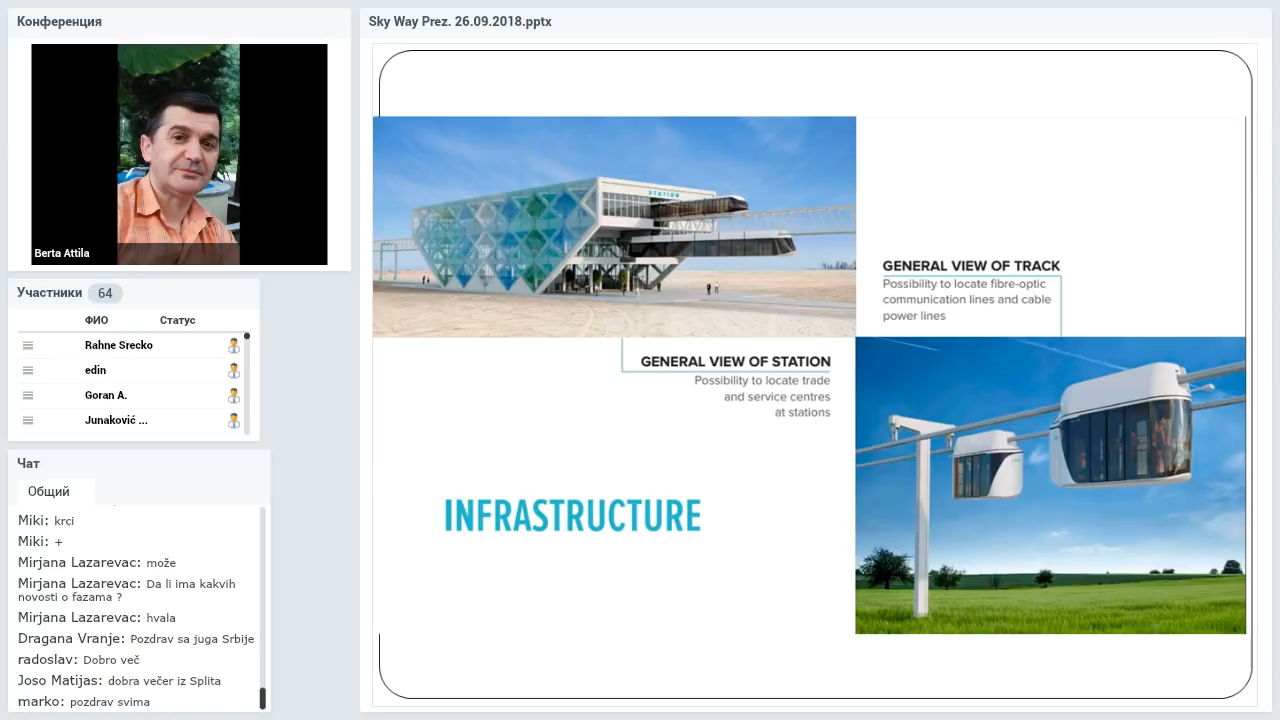 Конференция
Berta Attila
Участники 64
ФИО Статус
Rahne Srecko
edin
Goran A.
Junaković ...
Чат
Общий
Miki: krci
Miki: +
Mirjana Lazarevac: može
Mirjana Lazarevac: Da li ima kakvih
novosti o fazama ?
Mirjana Lazarevac: hvala
Dragana Vranje: Pozdrav sa juga Srbije
radoslav: Dobro več
Joso Matijas: dobra večer iz Splita
marko: pozdrav svima
Sky Way Prez. 26.09.2018.pptx
STATION
GENERAL VIEW OF TRACK
Possibility to locate fibre-optic
communication lines and cable
power lines
GENERAL VIEW OF STATION
Possibility to locate trade
and service centres
at stations
INFRASTRUCTURE